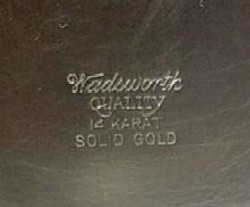 Wadsworth
QUALITY
14 KARAT
SOLID GOLD